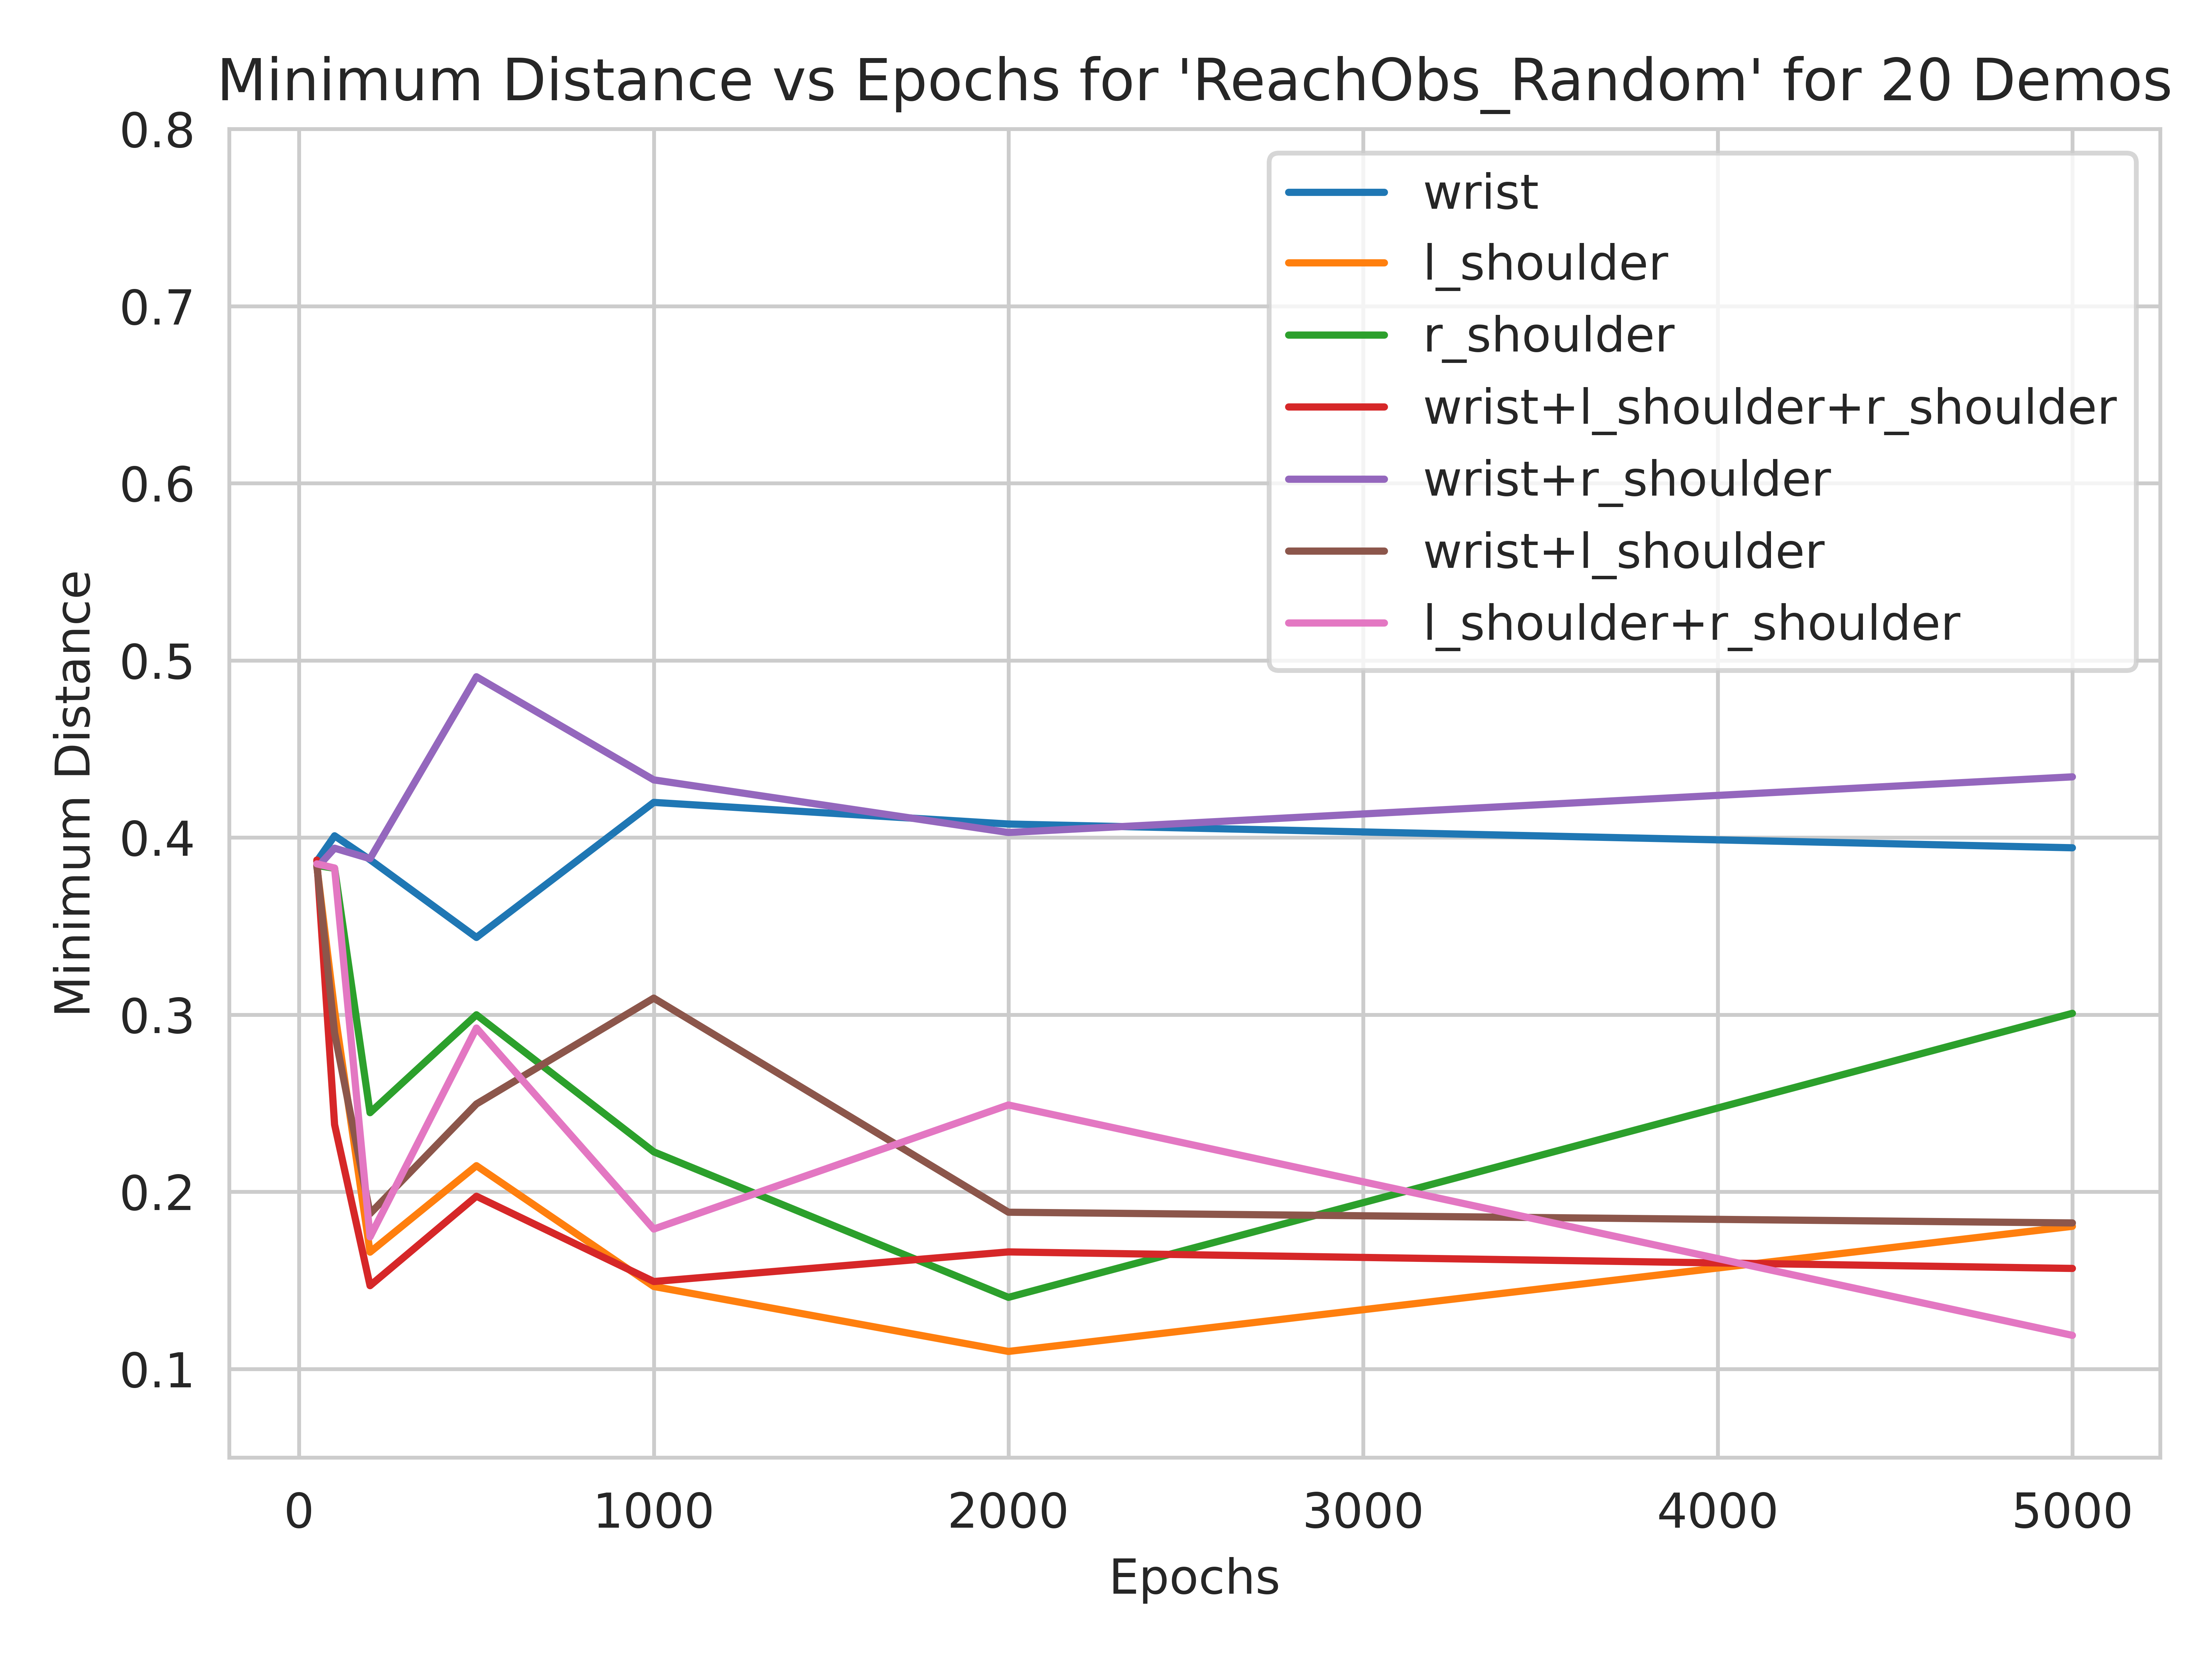 Minimum Distance vs Epochs for 'ReachObs_Random' for 20 Demos
0.8
0.7
0.6
0.5
0.4
0.3
0.2
0.1
Minimum Distance
wrist
l_shoulder
r_shoulder
wrist+l_shoulder+r_shoulder
wrist+r_shoulder
wrist+l_shoulder
l_shoulder+r_shoulder
0 1000 2000 3000 4000 5000
Epochs